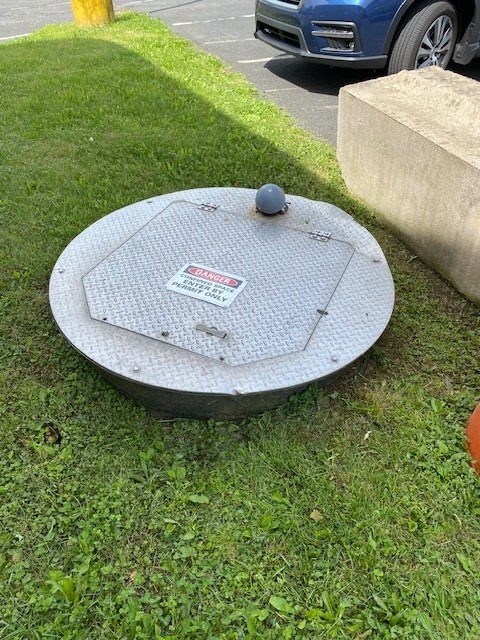 DANGER
CONFINED SPACE
ENTER BY
PERMIT ONLY